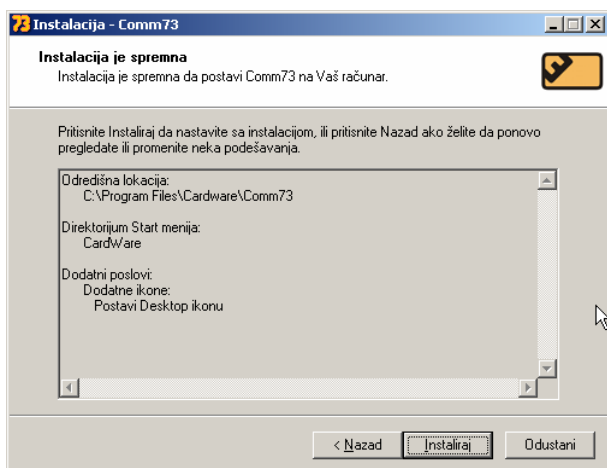 73 Instalacija - Comm73
Instalacija je spremna
Instalacija je spremna da postavi Comm73 na Vaš računar.
Pritisnite Instaliraj da nastavite sa instalacijom, ili pritisnite Nazad ako želite da ponovo
pregledate ili promenite neka podešavanja.
Odredišna lokacija:
C:\Program Files\Cardware\Comm73
Direktorijum Start menija:
CardWare
Dodatni poslovi:
Dodatne ikone:
Postavi Desktop ikonu
< Nazad
Instaliraj
Odustani